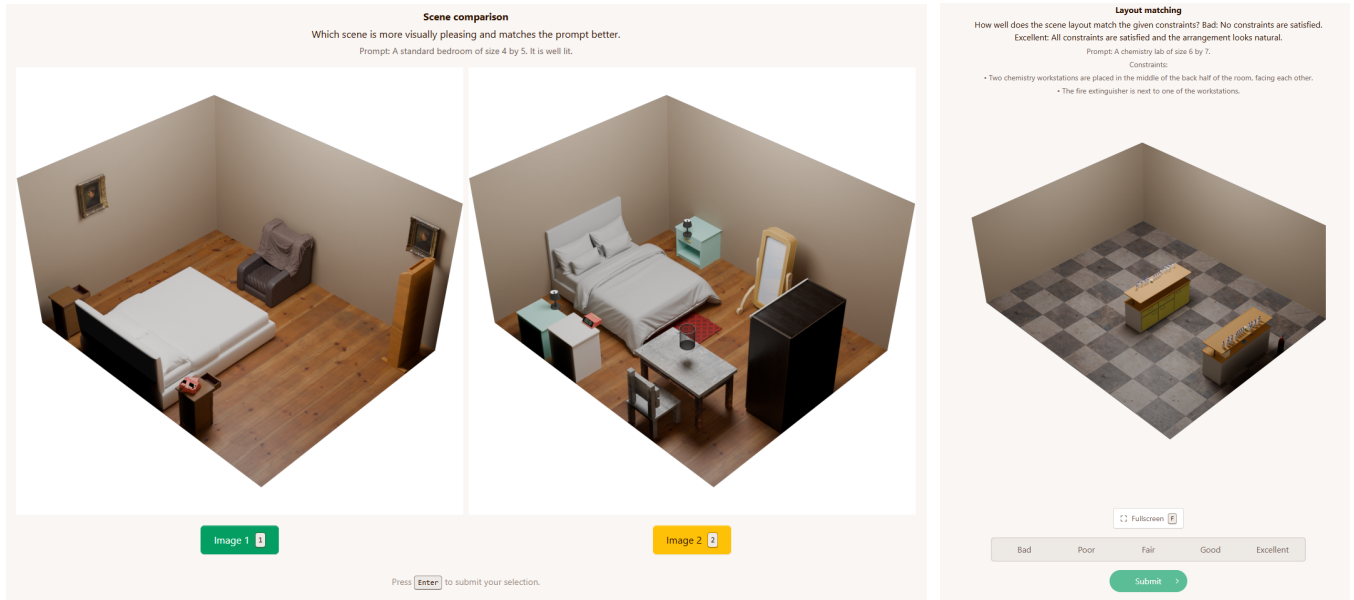 Scene comparison
Which scene is more visually pleasing and matches the prompt better.
Prompt: A standard bedroom of size 4 by 5. It is well lit.
Image 1 1
Image 2 2
Press Enter to submit your selection.
Layout matching
How well does the scene layout match the given constraints? Bad: No constraints are satisfied.
Excellent: All constraints are satisfied and the arrangement looks natural.
Prompt: A chemistry lab of size 6 by 7.
Constraints:
• Two chemistry workstations are placed in the middle of the back half of the room, facing each other.
• The fire extinguisher is next to one of the workstations.
Fullscreen F
Bad Poor Fair Good Excellent
Submit